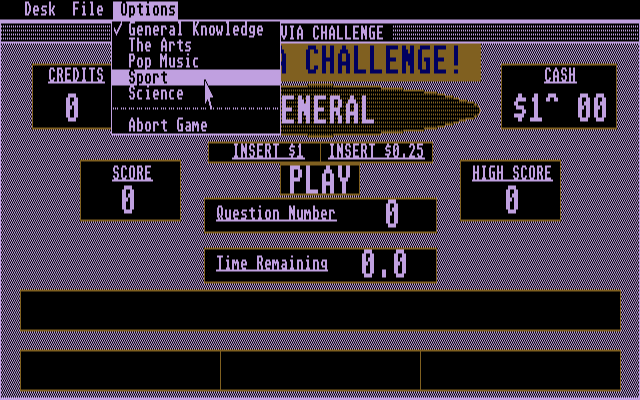 Desk File Options
VIA CHALLENGE
✓ General Knowledge
The Arts
Pop Music
Sport
Science
Abort Game
CHALLENGE!
CREDITS
0
ENERAL
CASH
$1^ 00
INSERT $1 INSERT $0.25
PLAY
SCORE
0
HIGH SCORE
0
Question Number 0
Time Remaining 0.0